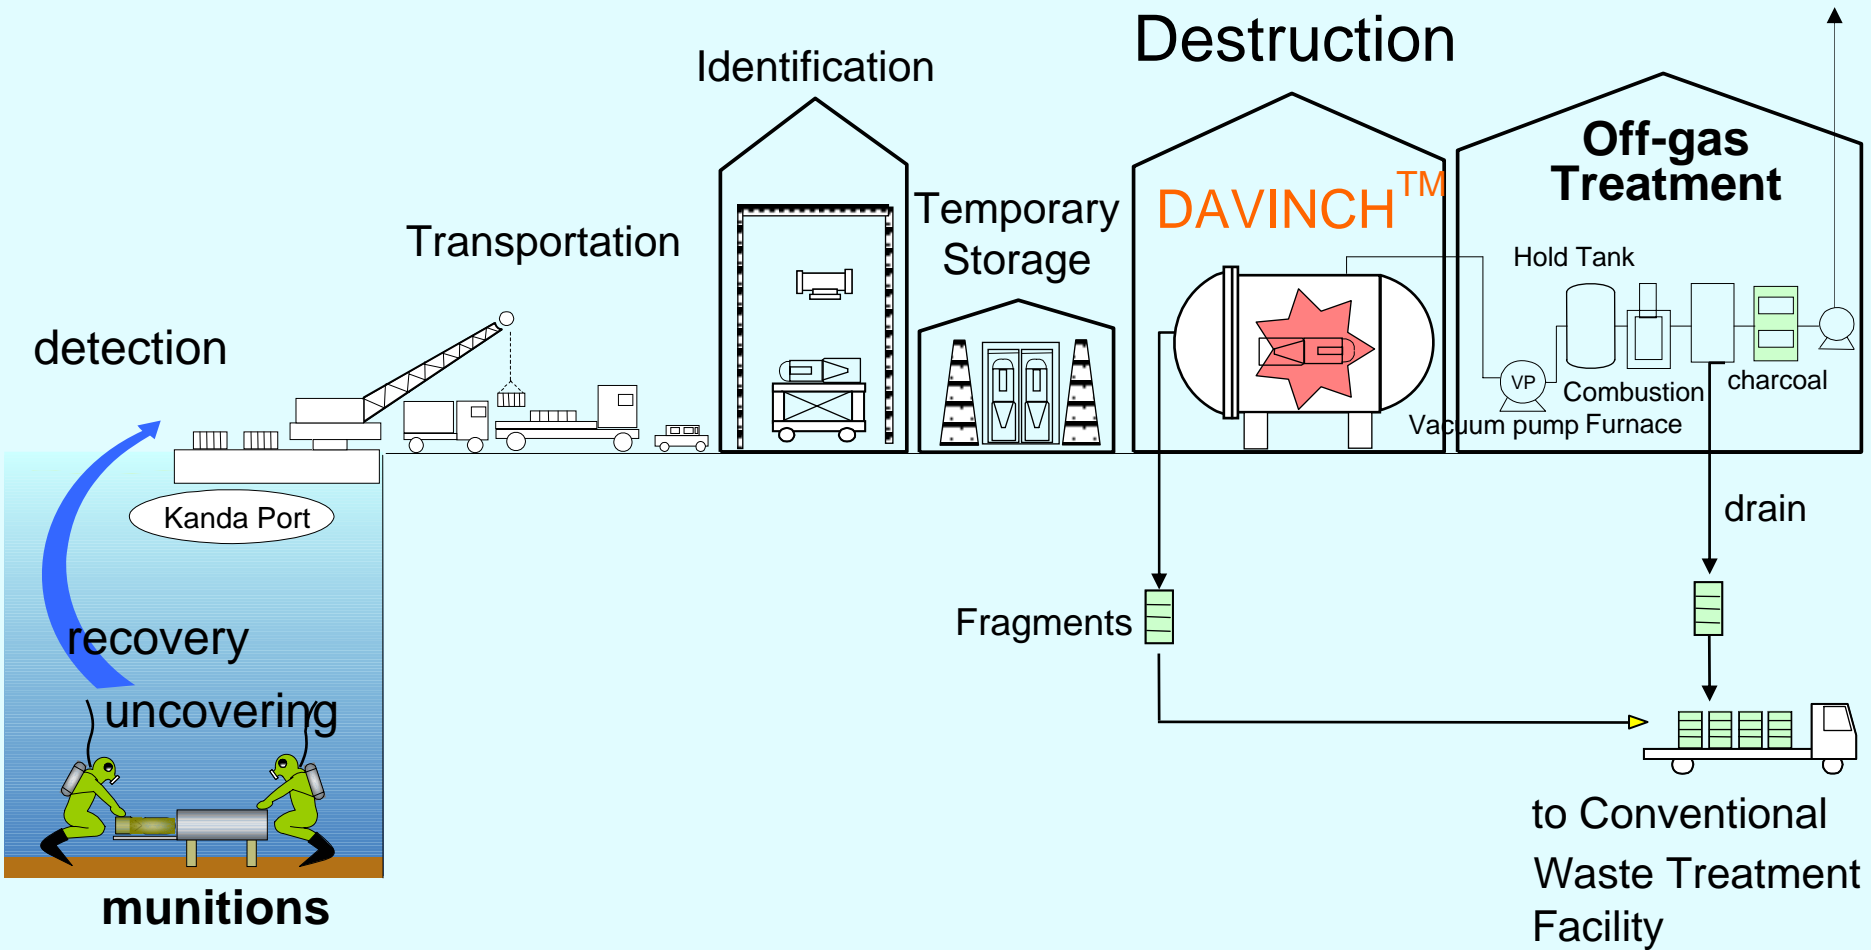 Destruction
Identification
Off-gas
Treatment
DAVINCH™
Temporary
Storage
Transportation
Hold Tank
detection
VP
Combustion
Furnace
charcoal
Vacuum pump
Kanda Port
drain
Fragments
recovery
uncovering
munitions
to Conventional
Waste Treatment
Facility